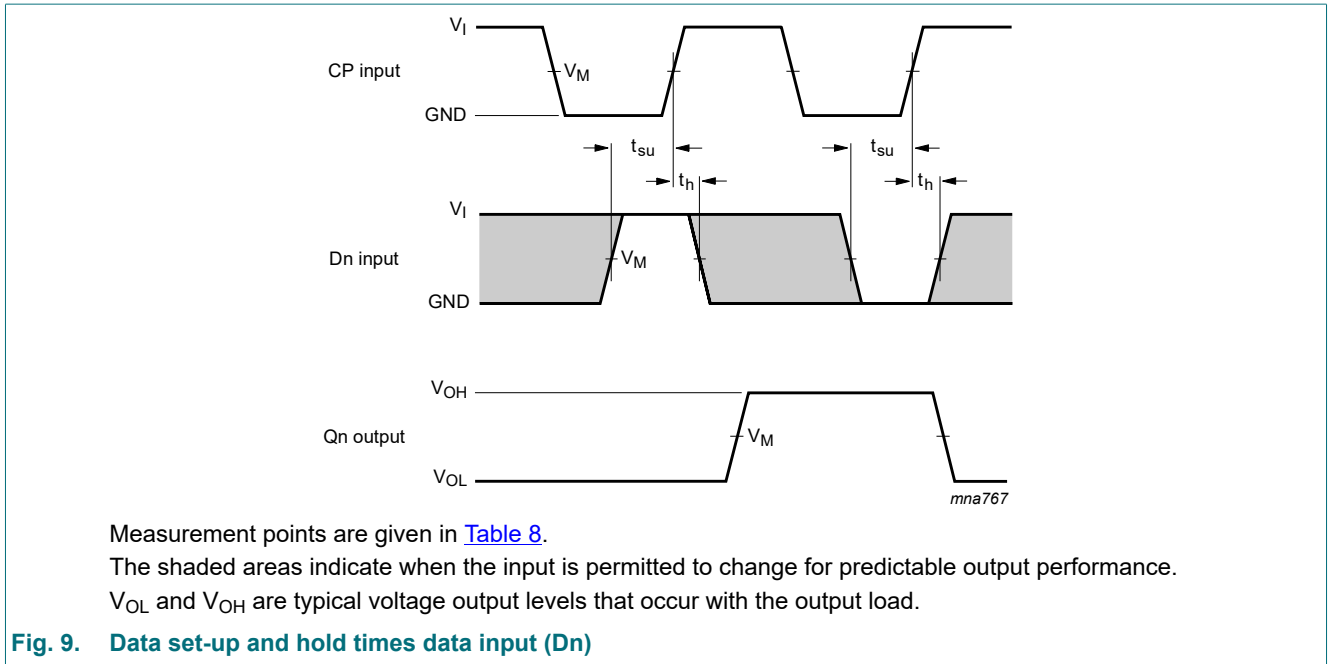 VI
CP input
VM
GND
tsu
tsu
th
th
VI
Dn input
VM
GND
VOH
Qn output
VM
VOL
mna767
Measurement points are given in Table 8.
The shaded areas indicate when the input is permitted to change for predictable output performance.
VOL and VOH are typical voltage output levels that occur with the output load.
Fig. 9. Data set-up and hold times data input (Dn)